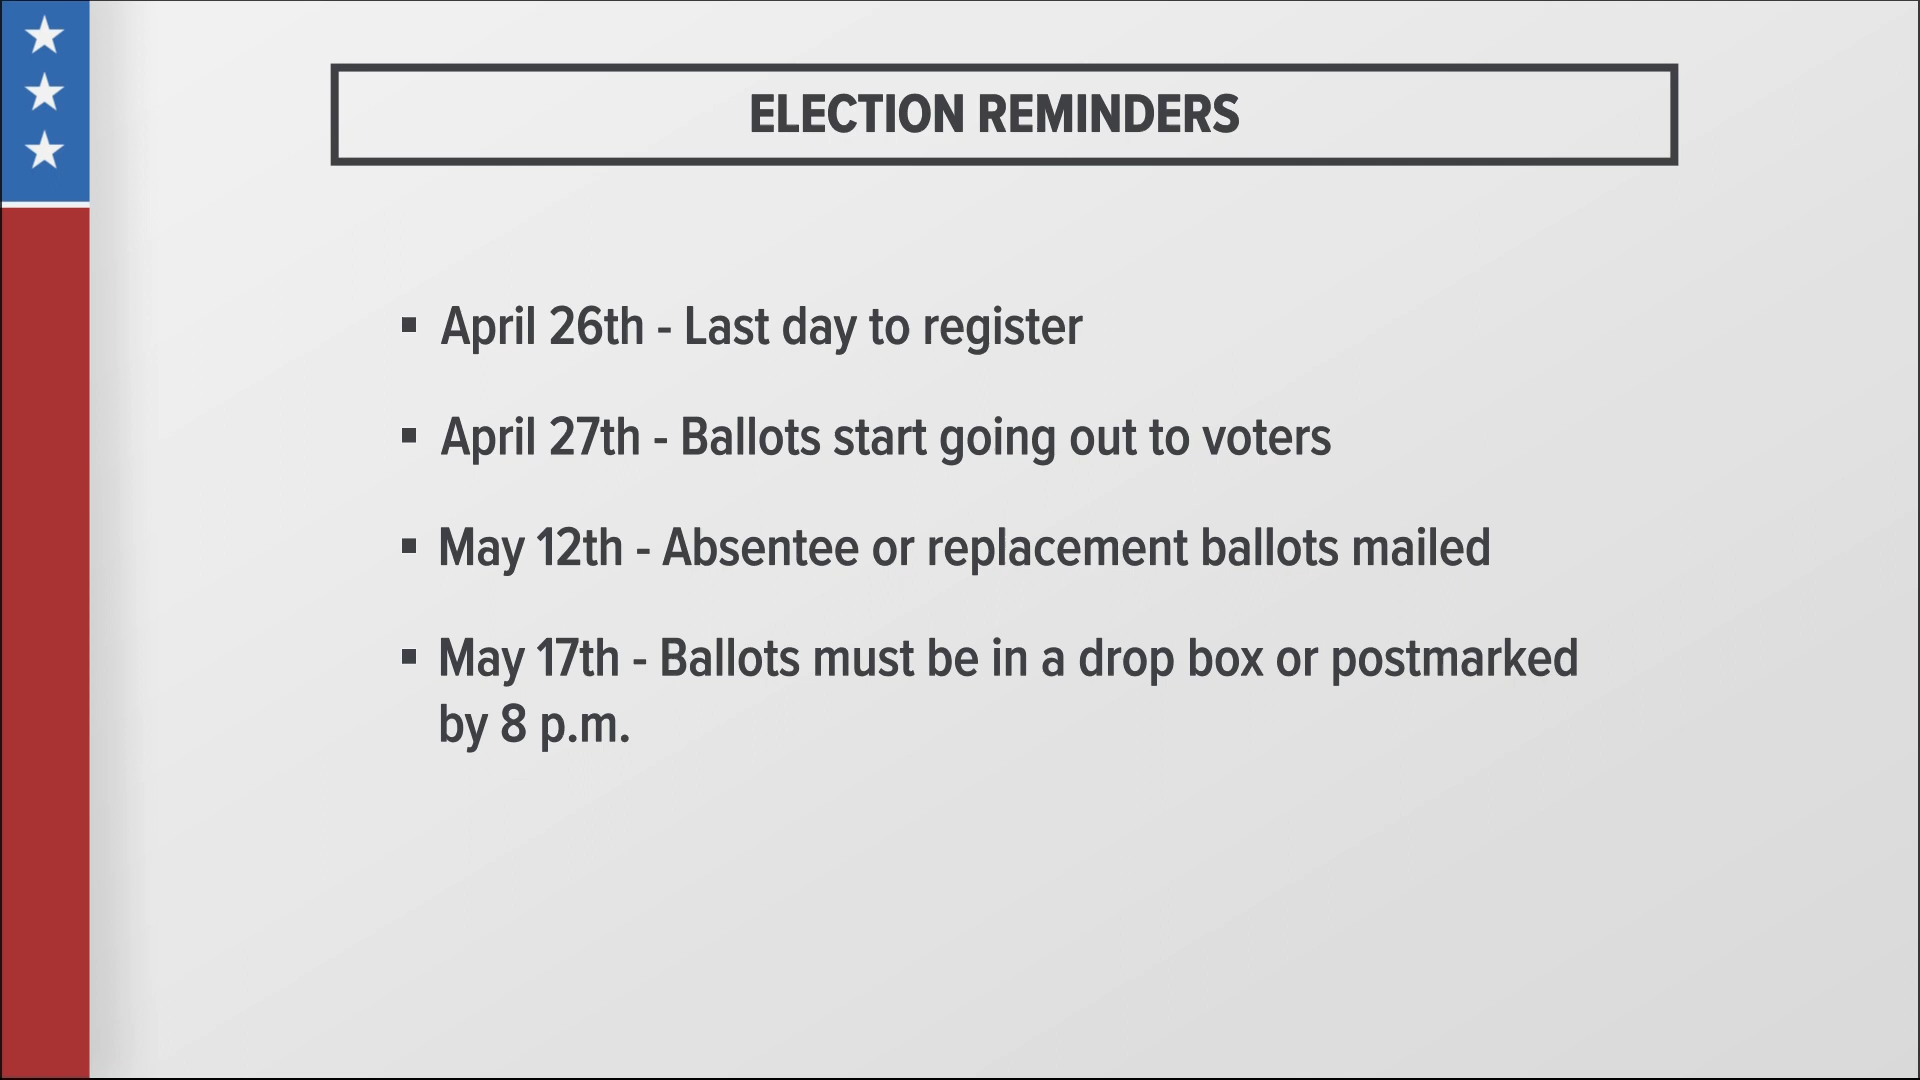 ELECTION REMINDERS
▪ April 26th - Last day to register
▪ April 27th - Ballots start going out to voters
▪ May 12th - Absentee or replacement ballots mailed
▪ May 17th - Ballots must be in a drop box or postmarked
by 8 p.m.